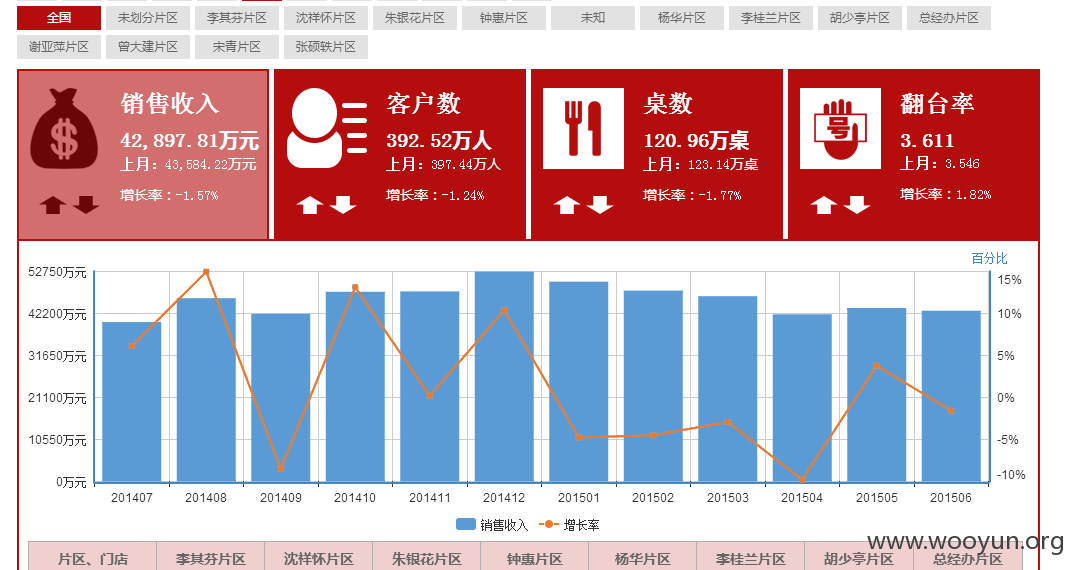 全国 未划分片区 李其芬片区 沈祥怀片区 朱银花片区 钟惠片区 未知 杨华片区 李桂兰片区 胡少亭片区 总经办片区
谢亚萍片区 曾大建片区 宋青片区 张硕轶片区
销售收入
42,897.81万元
上月：43,584.22万元
增长率：-1.57%
客户数
392.52万人
上月：397.44万人
增长率：-1.24%
桌数
120.96万桌
上月：123.14万桌
增长率：-1.77%
号
翻台率
3.611
上月：3.546
增长率：1.82%
百分比
52750万元
42200万元
31650万元
21100万元
10550万元
0万元
15%
10%
5%
0%
-5%
-10%
201407 201408 201409 201410 201411 201412 201501 201502 201503 201504 201505 201506
销售收入 增长率
片区、门店 李其芬片区 沈祥怀片区 朱银花片区 钟惠片区 杨华片区 李桂兰片区 胡少亭片区 总经办片区
www.wooyun.org